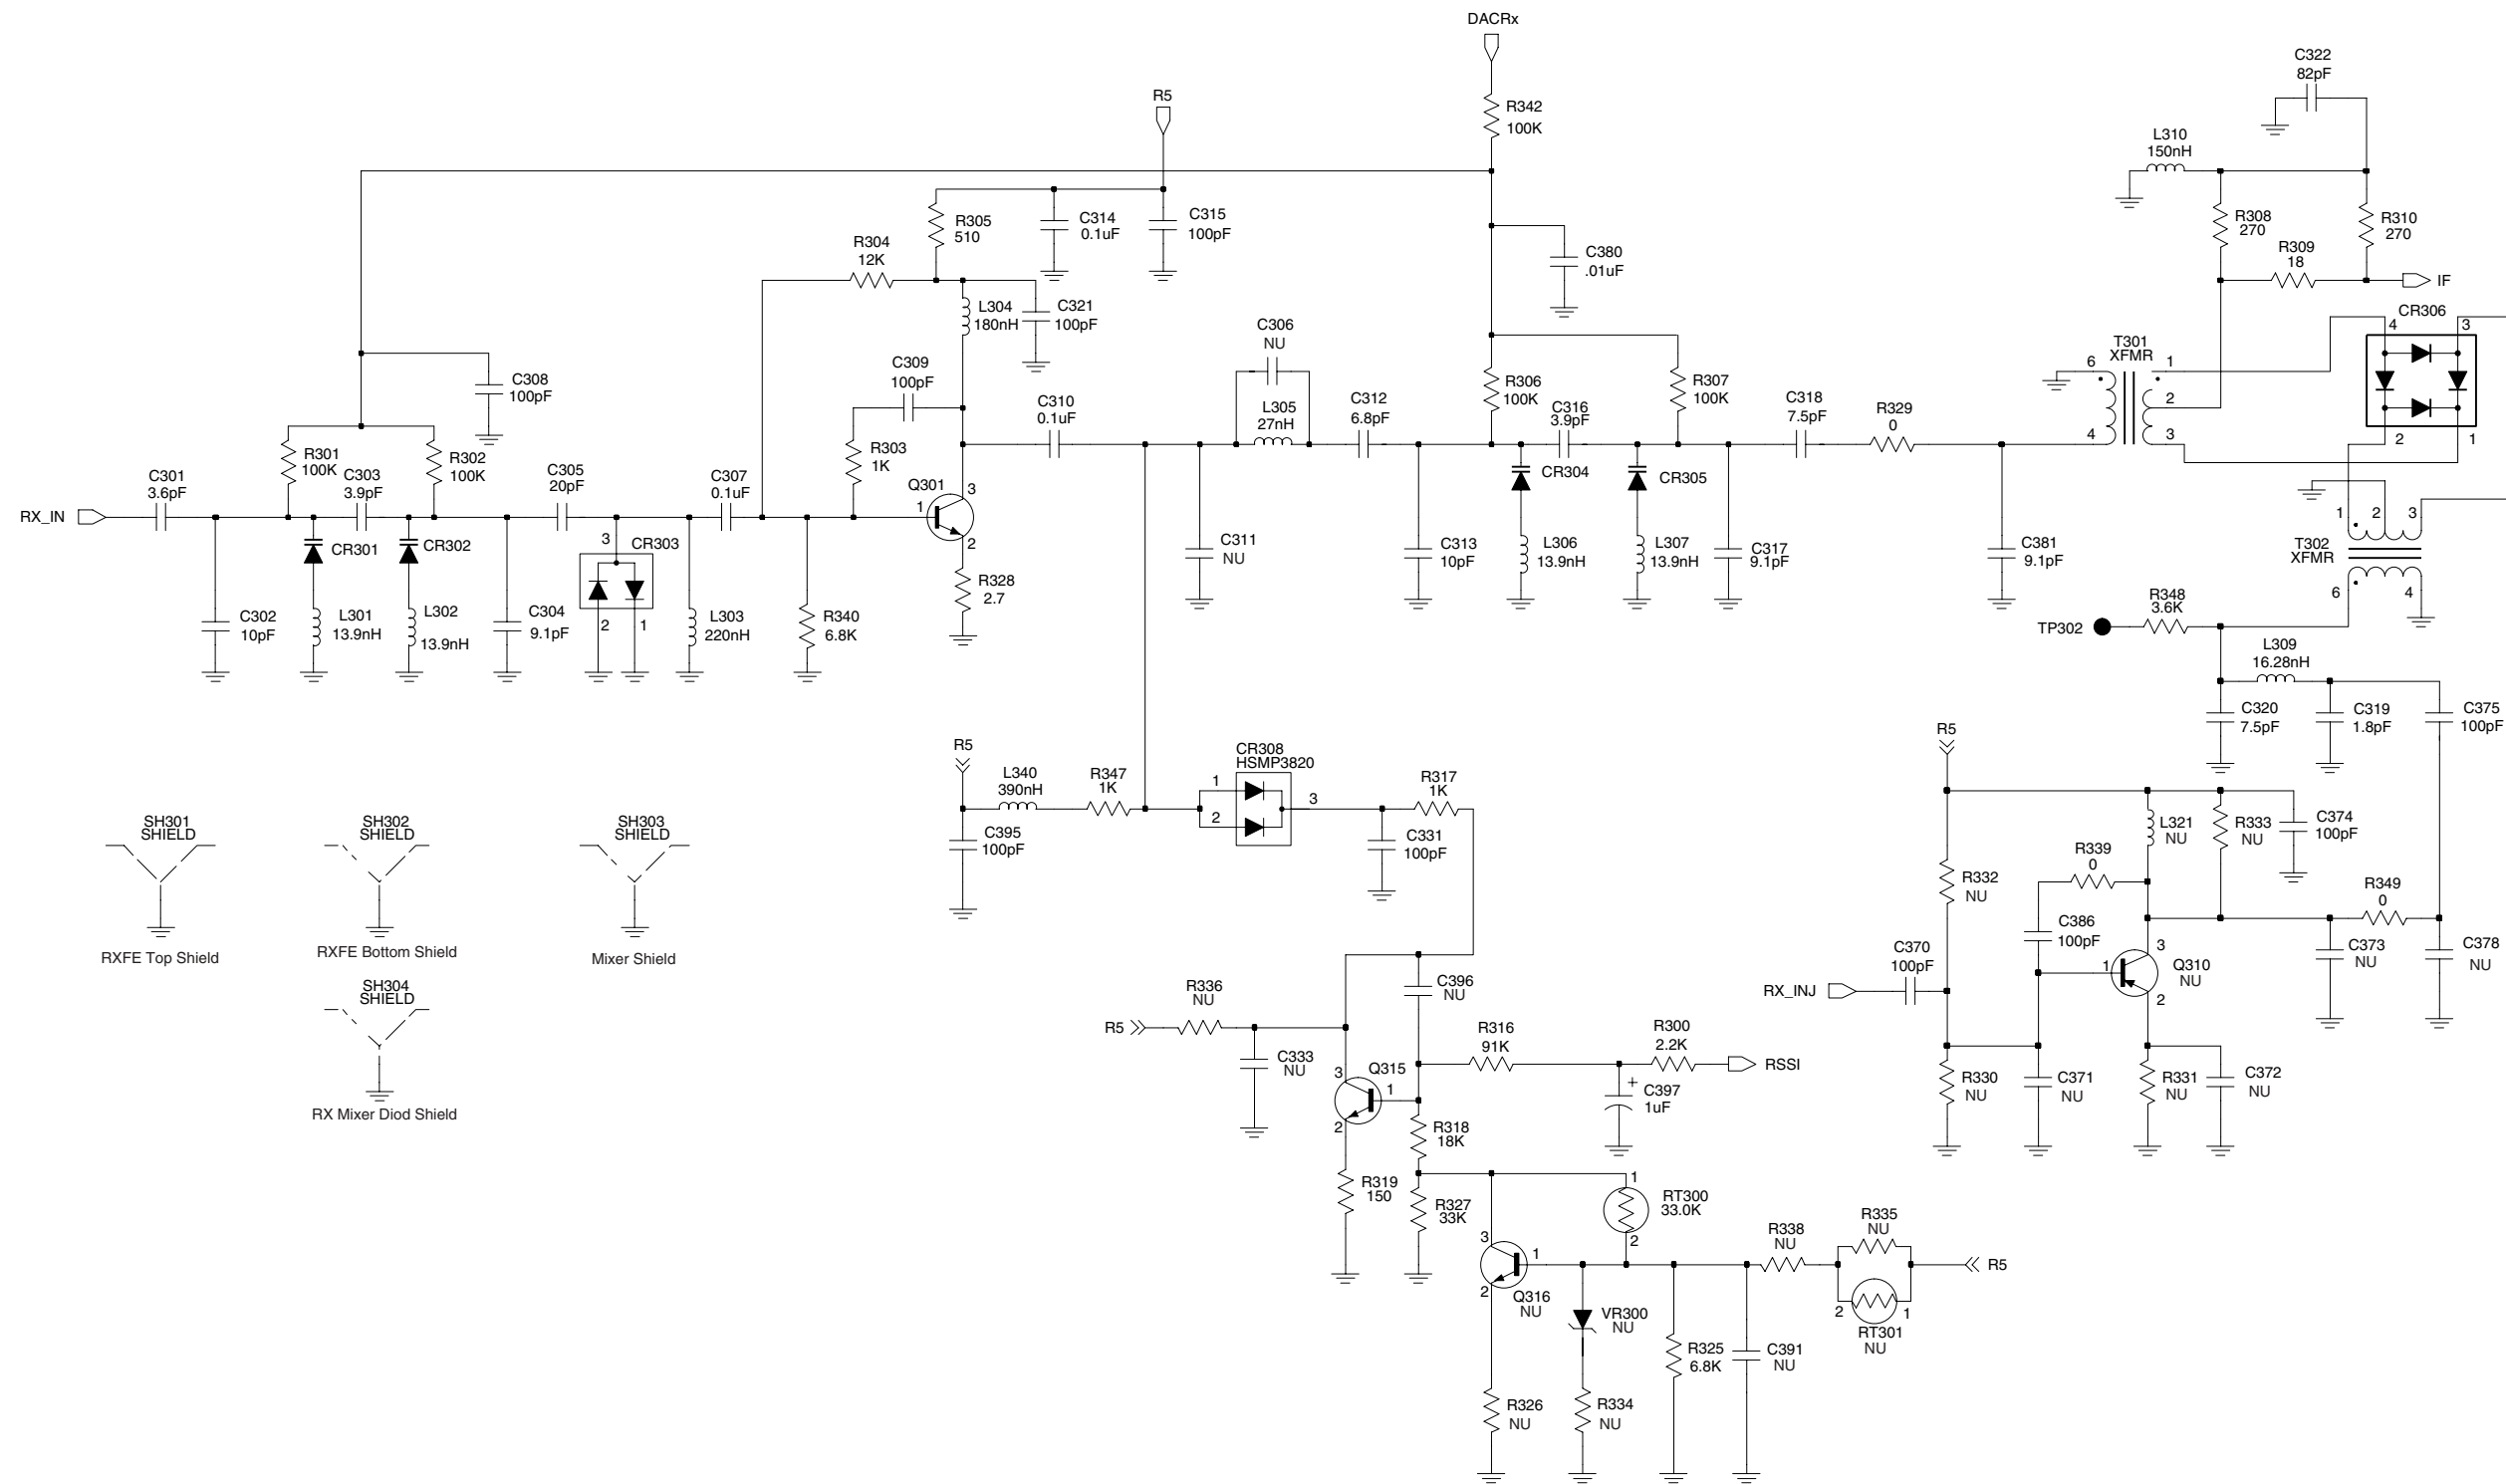 DACRx
R342
100K
R5
C322
82pF
L310
150nH
R308
270
R310
270
R309
18
IF
R305
510
C314
0.1uF
C315
100pF
R304
12K
C380
.01uF
L304
180nH
C321
100pF
C309
100pF
C308
100pF
C306
NU
L305
27nH
C310
0.1uF
C312
6.8pF
R306
100K
C316
3.9pF
R307
100K
C318
7.5pF
R329
0
T301
XFMR
6
1
2
4
3
CR306
4
3
2
1
R301
100K
R302
100K
R303
1K
Q301
3
1
2
C301
3.6pF
C303
3.9pF
C305
20pF
C307
0.1uF
RX_IN
CR301
CR302
3
CR303
2
1
CR304
CR305
C302
10pF
L301
13.9nH
L302
13.9nH
C304
9.1pF
L303
220nH
R340
6.8K
R328
2.7
C311
NU
C313
10pF
L306
13.9nH
L307
13.9nH
C317
9.1pF
C381
9.1pF
1
2
3
T302
XFMR
6
4
R348
3.6K
TP302
L309
16.28nH
C320
7.5pF
C319
1.8pF
C375
100pF
R5
L340
390nH
R347
1K
CR308
HSMP3820
1
2
3
R317
1K
C395
100pF
C331
100pF
SH301
SHIELD
RXFE Top Shield
SH302
SHIELD
RXFE Bottom Shield
SH303
SHIELD
Mixer Shield
SH304
SHIELD
RX Mixer Diod Shield
R5
L321
NU
R333
NU
C374
100pF
R332
NU
R339
0
R349
0
C386
100pF
3
1
2
Q310
NU
C373
NU
C378
NU
C370
100pF
RX_INJ
R330
NU
C371
NU
R331
NU
C372
NU
R336
NU
R5
C333
NU
C396
NU
R316
91K
R300
2.2K
RSSI
C397
1uF
+
Q315
3
1
2
R318
18K
R319
150
R327
33K
1
RT300
33.0K
2
3
1
2
Q316
NU
R338
NU
R335
NU
2
1
RT301
NU
R5
VR300
NU
R325
6.8K
C391
NU
R326
NU
R334
NU